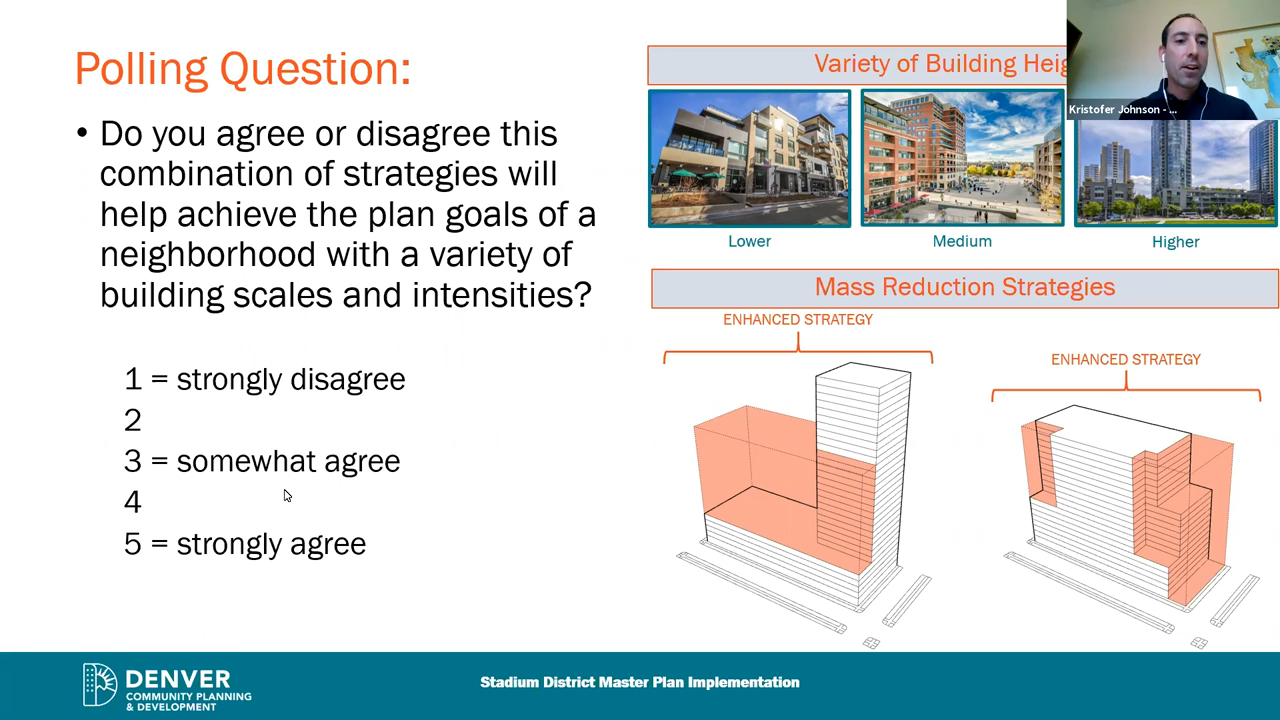 Polling Question:
• Do you agree or disagree this
combination of strategies will
help achieve the plan goals of a
neighborhood with a variety of
building scales and intensities?
1 = strongly disagree
2
3 = somewhat agree
4
5 = strongly agree
Variety of Building Heig
Kristofer Johnson - ...
Lower
Medium
Higher
Mass Reduction Strategies
ENHANCED STRATEGY
ENHANCED STRATEGY
DENVER
COMMUNITY PLANNING
& DEVELOPMENT
Stadium District Master Plan Implementation